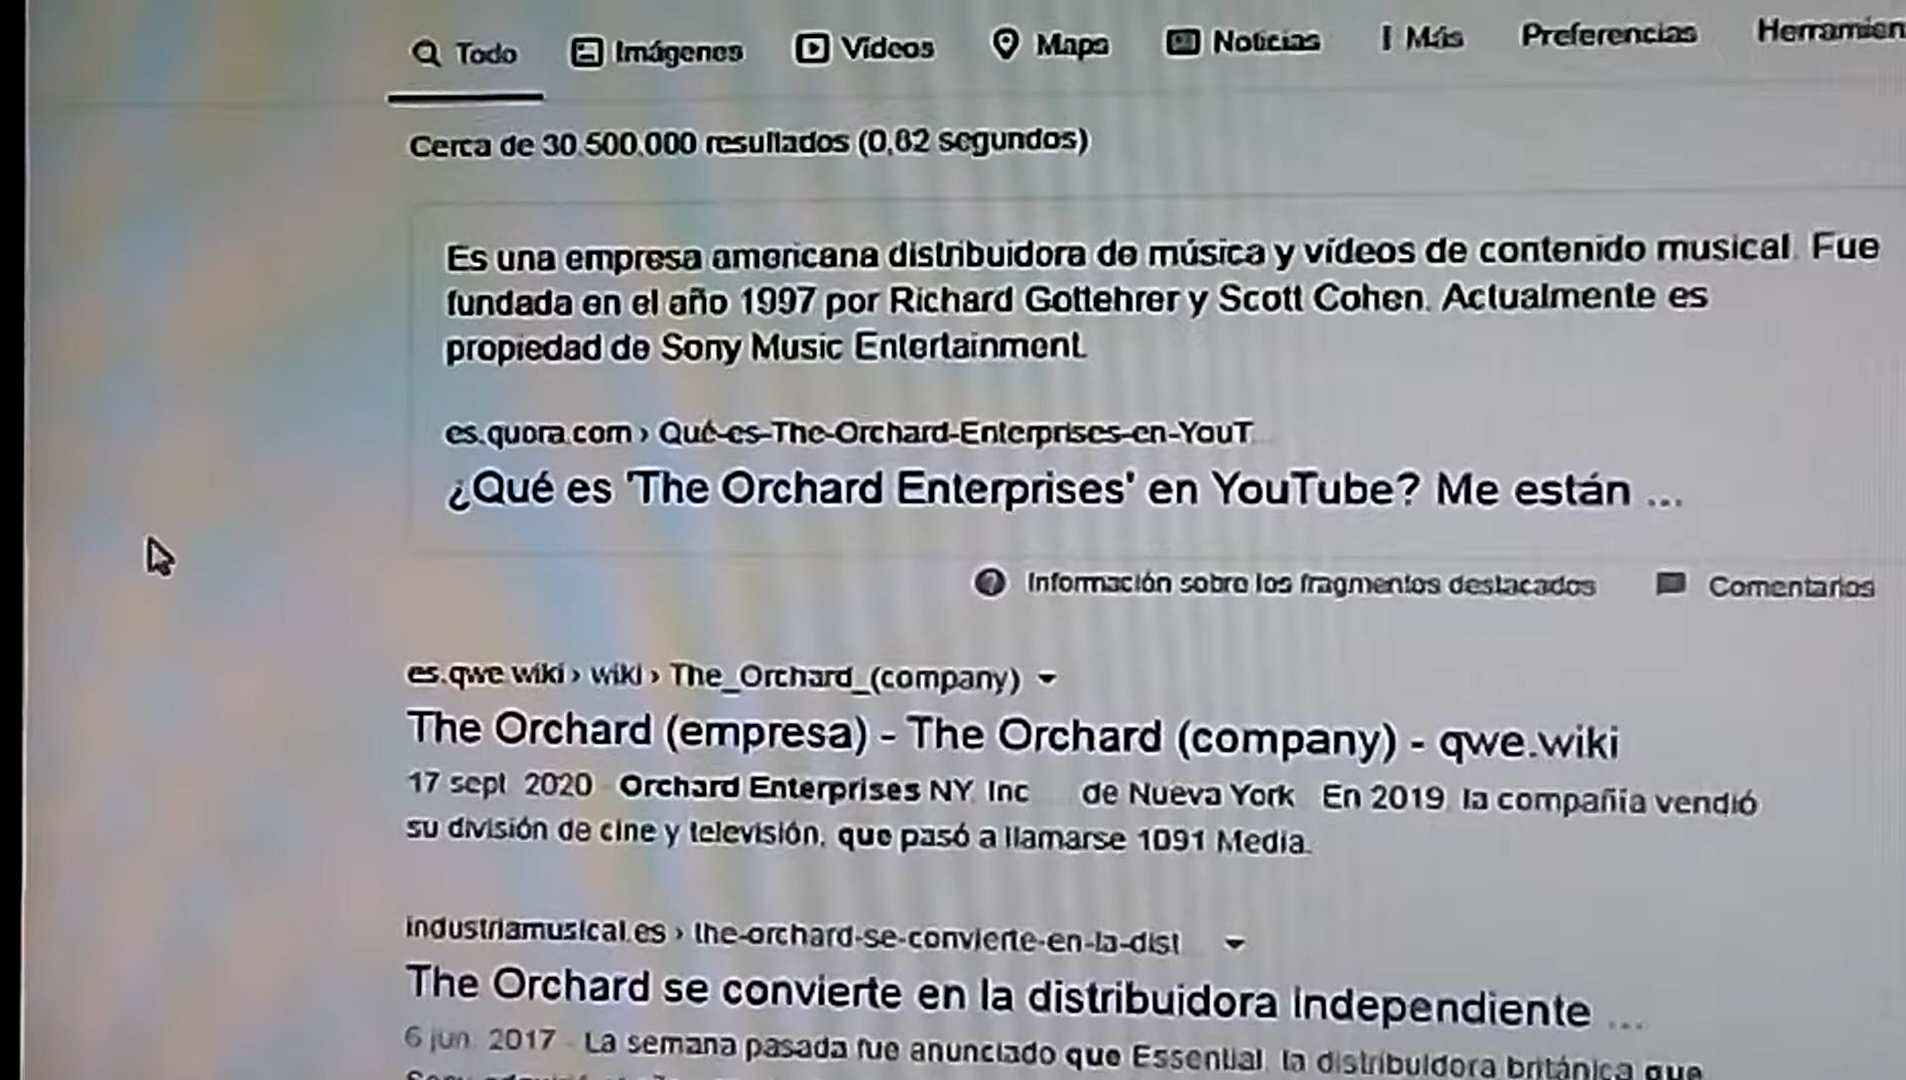 Todo Imágenes Vídeos Maps Noticias Más Preferencias Herramien
Cerca de 30.500.000 resultados (0,82 segundos)
Es una empresa americana distribuidora de música y vídeos de contenido musical. Fue
fundada en el año 1997 por Richard Gottehrer y Scott Cohen. Actualmente es
propiedad de Sony Music Entertainment.
es.quora.com › Qué-es-The-Orchard-Enterprises-en-YouT...
¿Qué es 'The Orchard Enterprises' en YouTube? Me están ...
Información sobre los fragmentos destacados Comentarios
es.qwe.wiki › wiki › The_Orchard_(company)
The Orchard (empresa) - The Orchard (company) - qwe.wiki
17 sept. 2020 - Orchard Enterprises NY, Inc ... de Nueva York. En 2019, la compañía vendió
su división de cine y televisión, que pasó a llamarse 1091 Media.
industriamusical.es › the-orchard-se-convierte-en-la-dist...
The Orchard se convierte en la distribuidora independiente ...
6 jun. 2017 - La semana pasada fue anunciado que Essential, la distribuidora británica que